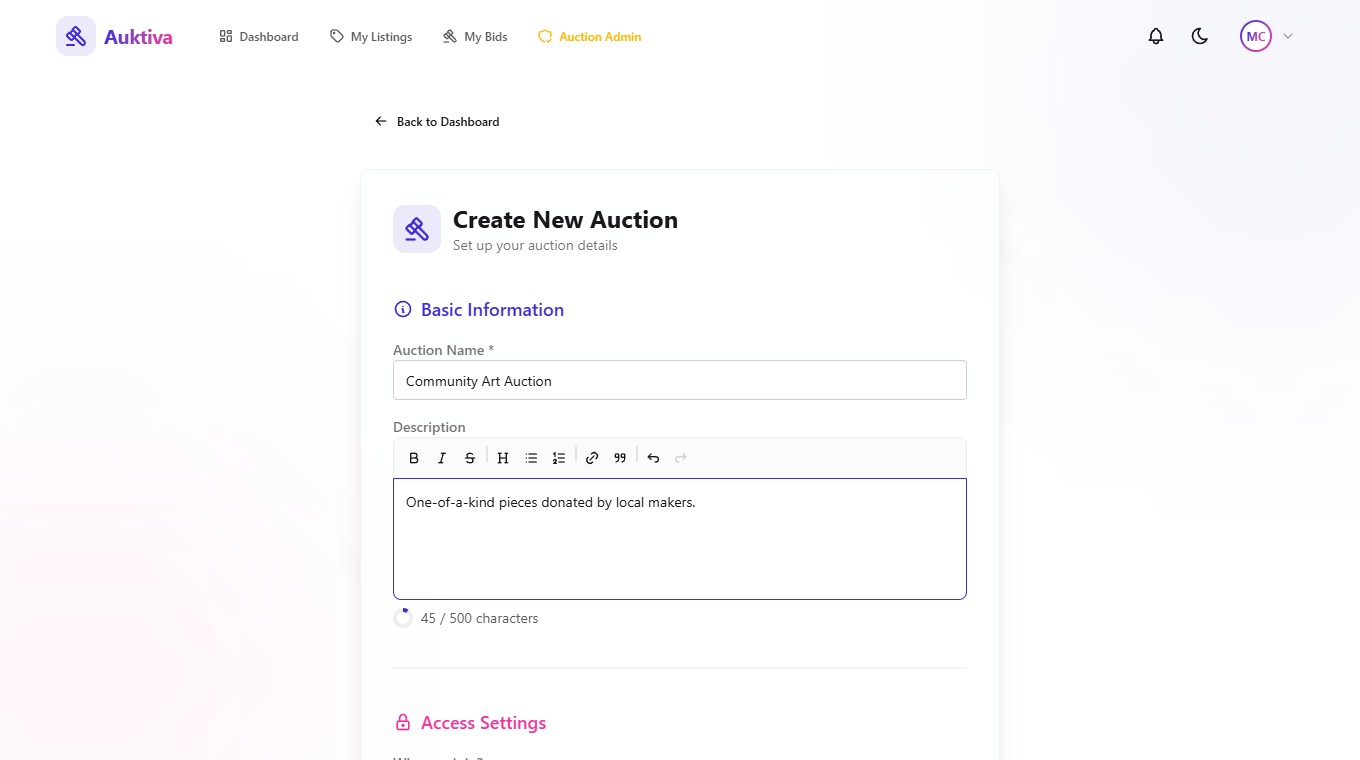 Auktiva
Dashboard
My Listings
My Bids
Auction Admin
MC
Back to Dashboard
Create New Auction
Set up your auction details
Basic Information
Auction Name *
Community Art Auction
Description
One-of-a-kind pieces donated by local makers.
45 / 500 characters
Access Settings